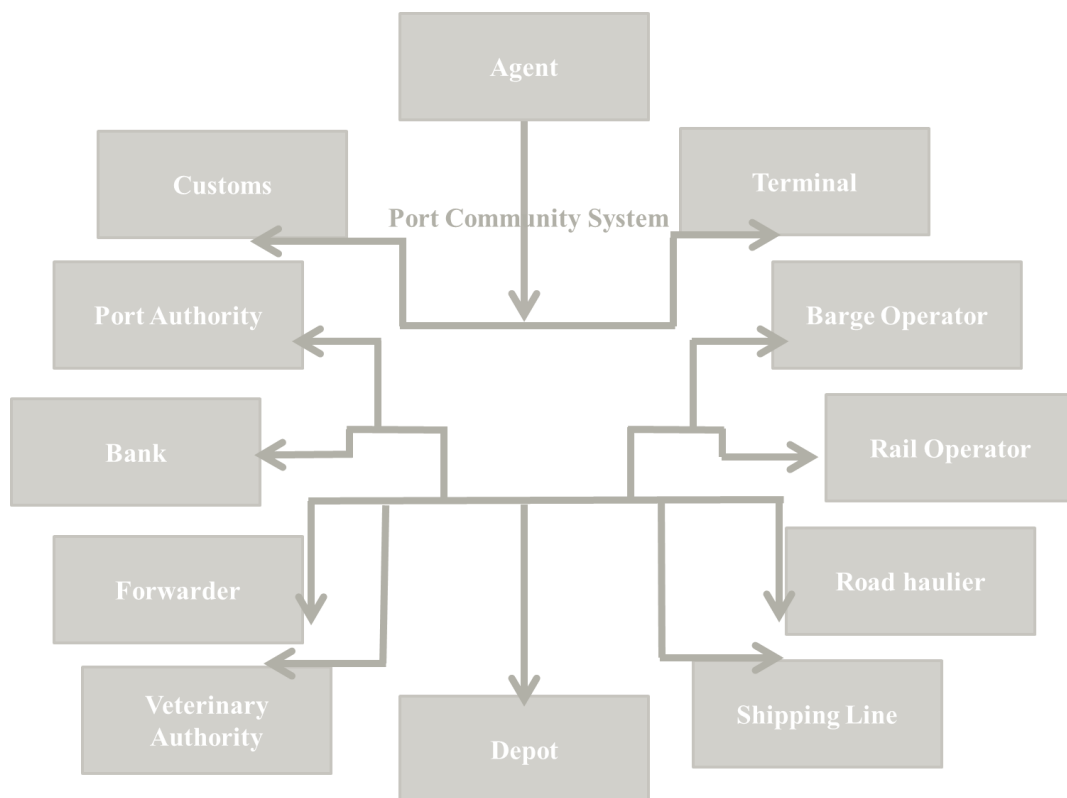 Agent
Customs
Terminal
Port Community System
Port Authority
Barge Operator
Bank
Rail Operator
Forwarder
Road haulier
Veterinary
Authority
Depot
Shipping Line